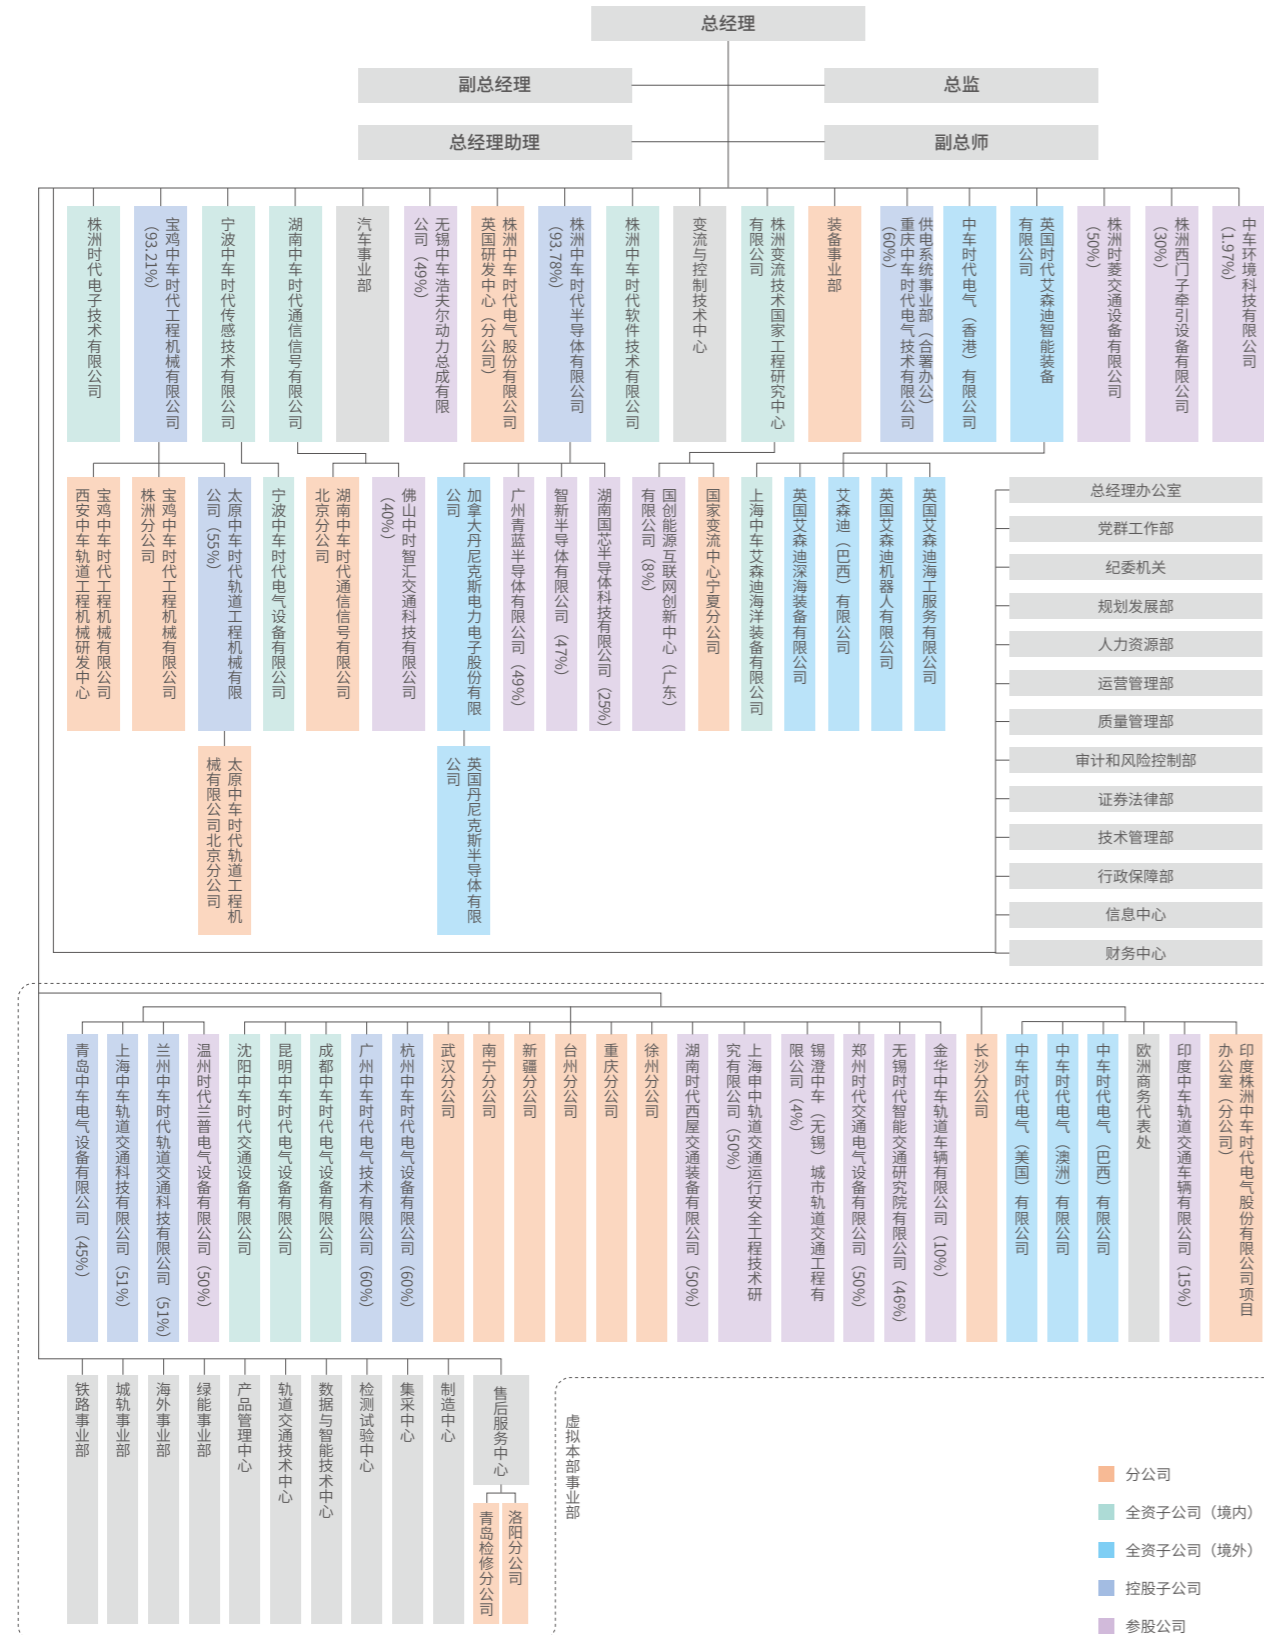 总经理
副总经理
总监
总经理助理
副总师
株洲时代电子技术有限公司
宝鸡中车时代工程机械有限公司
（93.21%）
宁波中车时代传感技术有限公司
湖南中车时代通信信号有限公司
汽车事业部
无锡中车浩夫尔动力总成有限
公司（49%）
株洲中车时代电气股份有限公司
英国研发中心（分公司）
株洲中车时代半导体有限公司
（93.78%）
株洲中车时代软件技术有限公司
变流与控制技术中心
株洲变流技术国家工程研究中心
有限公司
装备事业部
供电系统事业部（合署办公）
重庆中车时代电气技术有限公司
（60%）
中车时代电气（香港）有限公司
英国时代艾森迪智能装备
有限公司
株洲时菱交通设备有限公司
（50%）
株洲西门子牵引设备有限公司
（30%）
中车环境科技有限公司
（1.97%）
宝鸡中车时代工程机械有限公司
西安中车轨道工程机械研发中心
宝鸡中车时代工程机械有限公司
株洲分公司
太原中车时代轨道工程机械有限
公司（55%）
宁波中车时代电气设备有限公司
湖南中车时代通信信号有限公司
北京分公司
佛山中时智汇交通科技有限公司
（40%）
加拿大丹尼克斯电力电子股份有限
公司
广州青蓝半导体有限公司（49%）
智新半导体有限公司（47%）
湖南国芯半导体科技有限公司（25%）
国创能源互联网创新中心（广东）
有限公司（8%）
国家变流中心宁夏分公司
上海中车艾森迪海洋装备有限公司
英国艾森迪深海装备有限公司
艾森迪（巴西）有限公司
英国艾森迪机器人有限公司
英国艾森迪海工服务有限公司
太原中车时代轨道工程机
械有限公司北京分公司
英国丹尼克斯半导体有限
公司
总经理办公室
党群工作部
纪委机关
规划发展部
人力资源部
运营管理部
质量管理部
审计和风险控制部
证券法律部
技术管理部
行政保障部
信息中心
财务中心
青岛中车电气设备有限公司（45%）
上海中车轨道交通科技有限公司（51%）
兰州中车时代轨道交通科技有限公司（51%）
温州时代兰普电气设备有限公司（50%）
沈阳中车时代交通设备有限公司
昆明中车时代电气设备有限公司
成都中车时代电气设备有限公司
广州中车时代电气技术有限公司（60%）
杭州中车时代电气设备有限公司（60%）
武汉分公司
南宁分公司
新疆分公司
台州分公司
重庆分公司
徐州分公司
湖南时代西屋交通装备有限公司（50%）
上海申中轨道交通运行安全工程技术研
究有限公司（50%）
锡澄中车（无锡）城市轨道交通工程有
限公司（4%）
郑州时代交通电气设备有限公司（50%）
无锡时代智能交通研究院有限公司（46%）
金华中车轨道车辆有限公司（10%）
长沙分公司
中车时代电气（美国）有限公司
中车时代电气（澳洲）有限公司
中车时代电气（巴西）有限公司
欧洲商务代表处
印度中车轨道交通车辆有限公司（15%）
印度株洲中车时代电气股份有限公司项目
办公室（分公司）
铁路事业部
城轨事业部
海外事业部
绿能事业部
产品管理中心
轨道交通技术中心
数据与智能技术中心
检测试验中心
集采中心
制造中心
售后服务中心
青岛检修分公司
洛阳分公司
虚拟本部事业部
分公司
全资子公司（境内）
全资子公司（境外）
控股子公司
参股公司